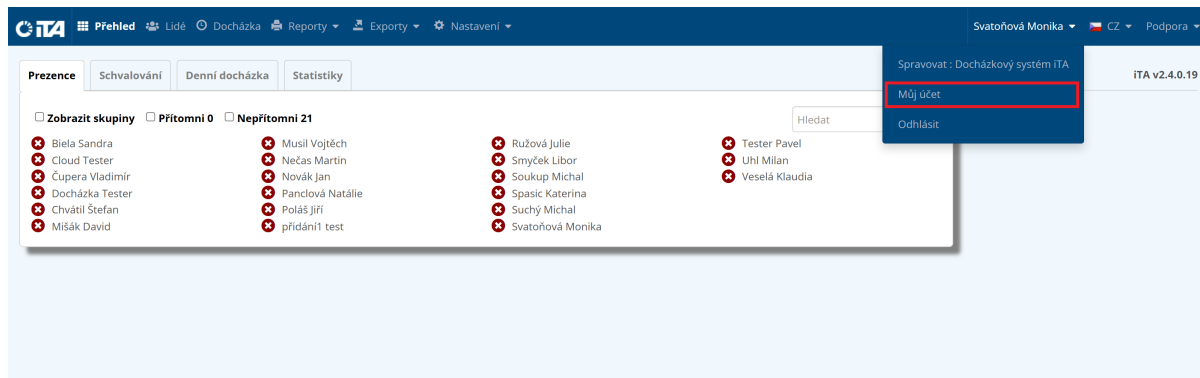 iTA Přehled Lidé Docházka Reporty Exporty Nastavení Svatoňová Monika CZ Podpora
Spravovat : Docházkový systém iTA
Můj účet
Odhlásit
Prezence Schvalování Denní docházka Statistiky iTA v2.4.0.19
Zobrazit skupiny Přítomni 0 Nepřítomni 21 Hledat
Biela Sandra Musil Vojtěch Ružová Julie Tester Pavel
Cloud Tester Nečas Martin Smyček Libor Uhl Milan
Čupera Vladimír Novák Jan Soukup Michal Veselá Klaudia
Docházka Tester Panclová Natálie Spasic Katerina
Chvátil Štefan Poláš Jiří Suchý Michal
Mišák David přidání1 test Svatoňová Monika